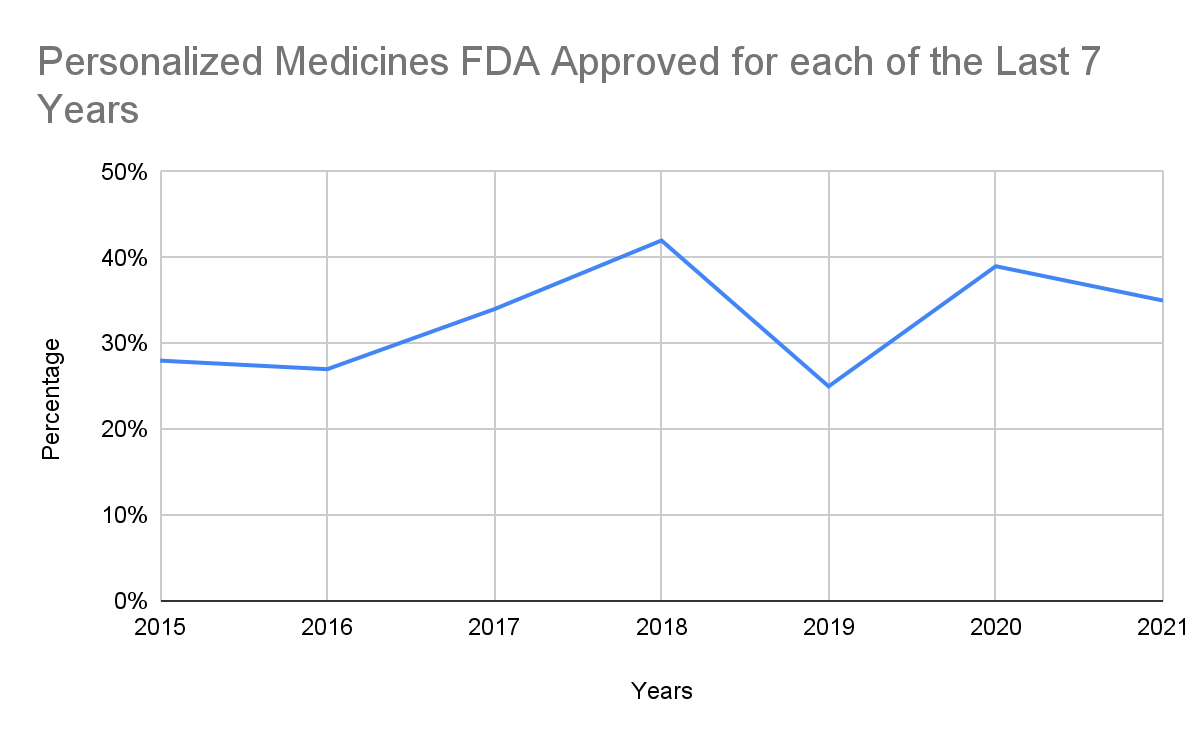 Personalized Medicines FDA Approved for each of the Last 7
Years
50%
40%
30%
20%
10%
0%
Percentage
2015 2016 2017 2018 2019 2020 2021
Years